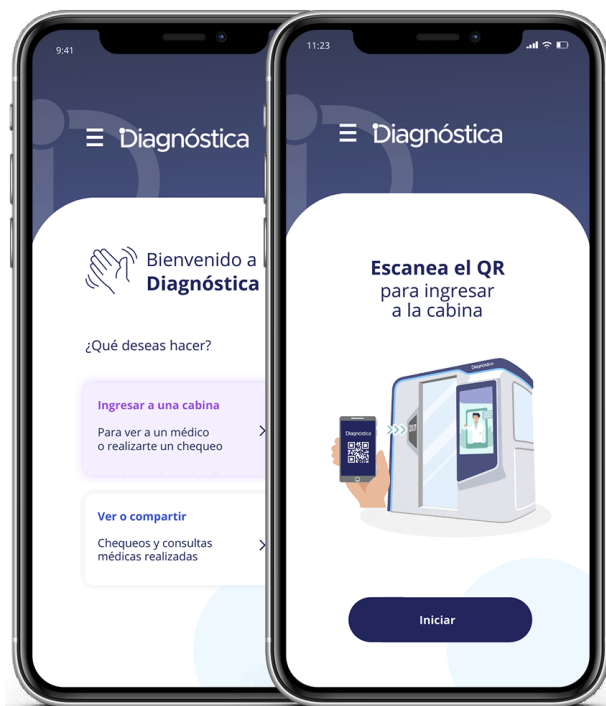 9:41
Diagnóstica
Bienvenido a
Diagnóstica
¿Qué deseas hacer?
Ingresar a una cabina
Para ver a un médico
o realizarte un chequeo
Ver o compartir
Chequeos y consultas
médicas realizadas
11:23
Diagnóstica
Escanea el QR
para ingresar
a la cabina
Diagnóstica
Diagnóstica
Iniciar